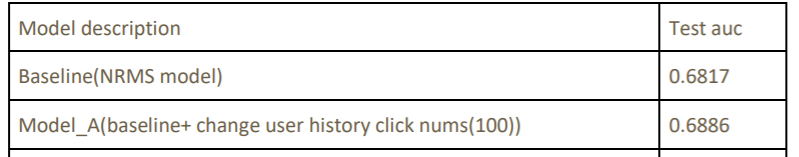 Model description Test auc
Baseline(NRMS model) 0.6817
Model_A(baseline+ change user history click nums(100)) 0.6886